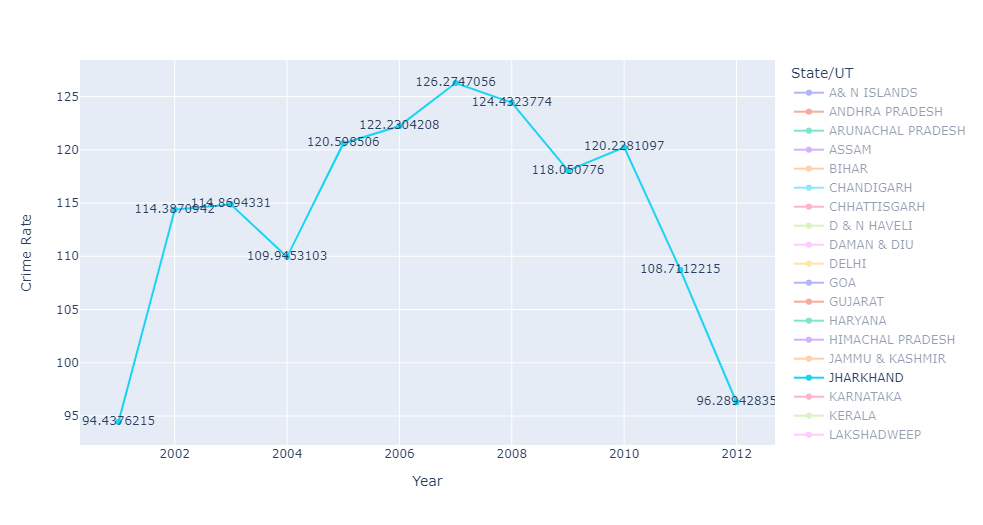 126.2747056
124.4323774
122.2304208
120.598506
120.2281097
118.050776
114.3870942
114.8694331
109.9453103
108.7112215
96.28942835
94.4376215
125
120
115
110
105
100
95
2002 2004 2006 2008 2010 2012
Year
Crime Rate
State/UT
A& N ISLANDS
ANDHRA PRADESH
ARUNACHAL PRADESH
ASSAM
BIHAR
CHANDIGARH
CHHATTISGARH
D & N HAVELI
DAMAN & DIU
DELHI
GOA
GUJARAT
HARYANA
HIMACHAL PRADESH
JAMMU & KASHMIR
JHARKHAND
KARNATAKA
KERALA
LAKSHADWEEP